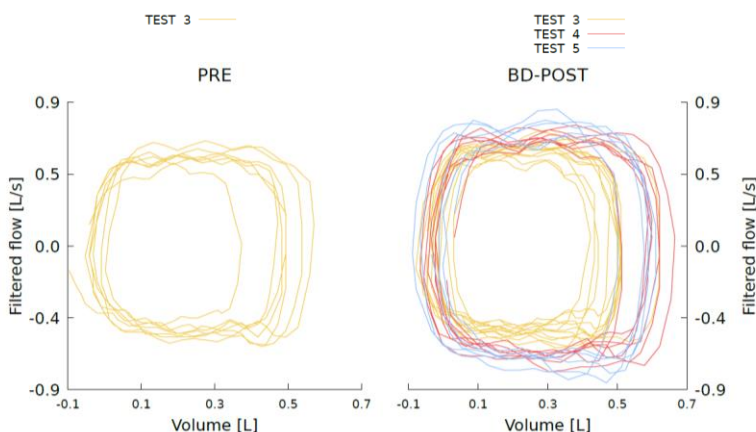 TEST 3
TEST 3
TEST 4
TEST 5
PRE
BD-POST
0.9
0.5
0.0
-0.4
-0.9
Filtered flow [L/s]
-0.1 0.1 0.3 0.5 0.7
Volume [L]
0.9
0.5
0.0
-0.4
-0.9
Filtered flow [L/s]
-0.1 0.1 0.3 0.5 0.7
Volume [L]